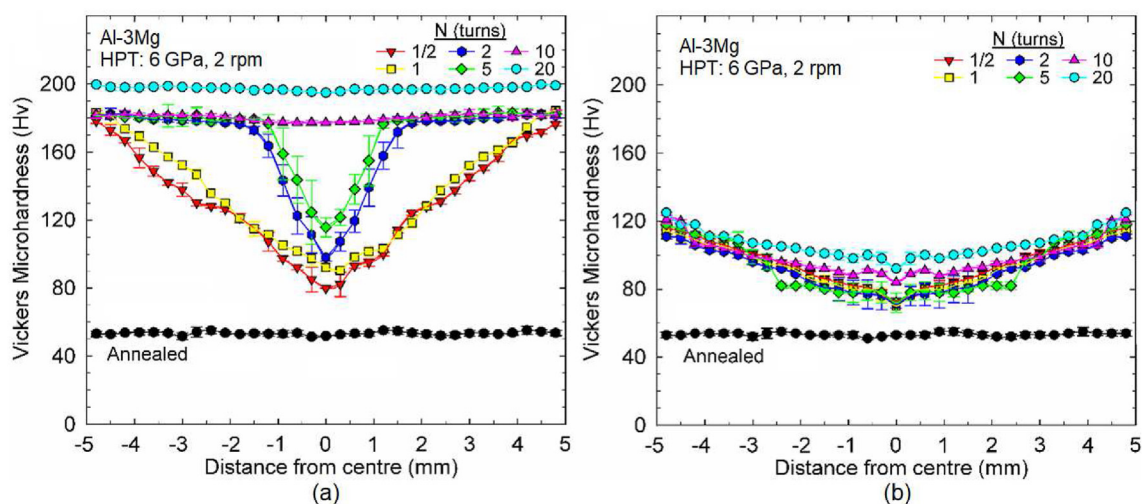 Al-3Mg
HPT: 6 GPa, 2 rpm
N (turns)
1/2 2 10
1 5 20
Vickers Microhardness (Hv)
200
160
120
80
40
0
Annealed
-5 -4 -3 -2 -1 0 1 2 3 4 5
Distance from centre (mm)
(a)
Al-3Mg
HPT: 6 GPa, 2 rpm
N (turns)
1/2 2 10
1 5 20
Vickers Microhardness (Hv)
200
160
120
80
40
0
Annealed
-5 -4 -3 -2 -1 0 1 2 3 4 5
Distance from centre (mm)
(b)